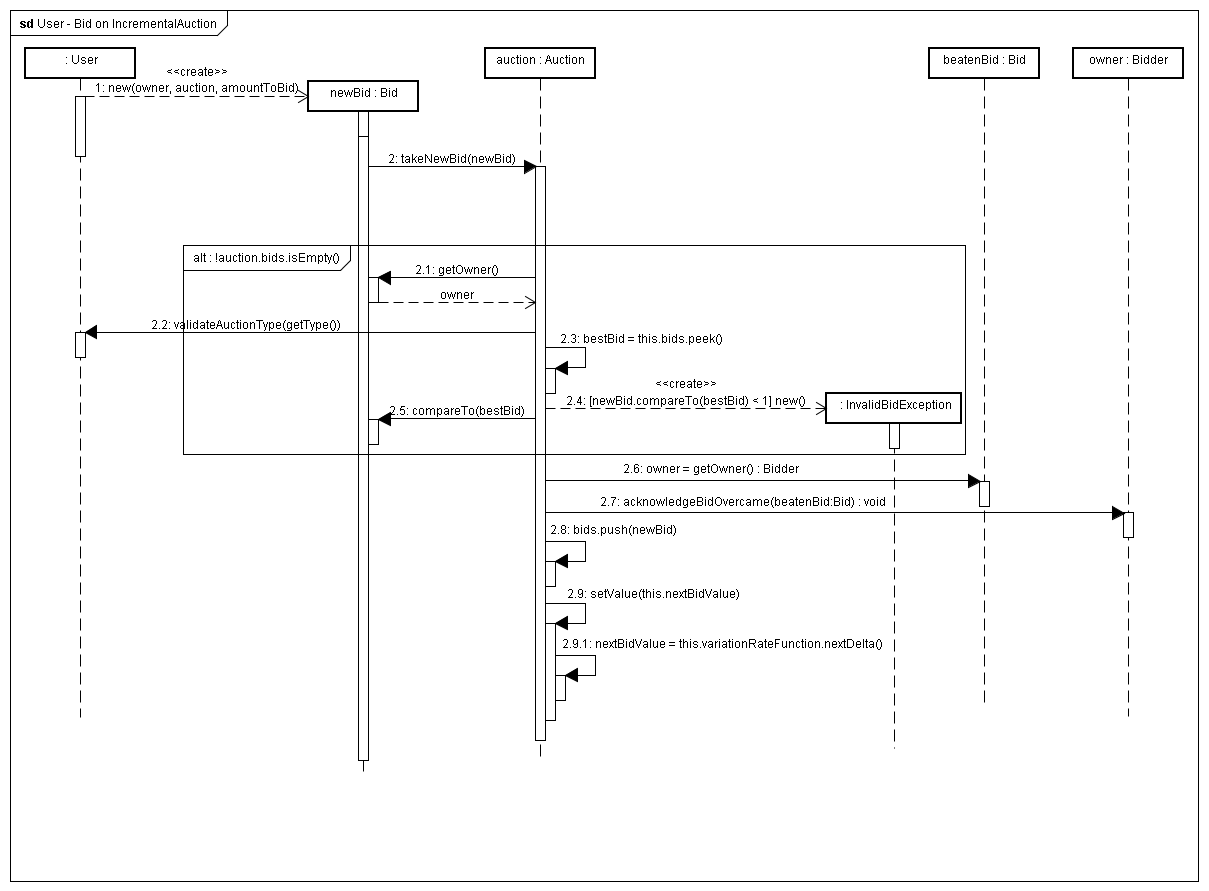 sd User - Bid on IncrementalAuction
: User
auction : Auction
beatenBid : Bid
owner : Bidder
<<create>>
1: new(owner, auction, amountToBid)
newBid : Bid
2: takeNewBid(newBid)
alt : !auction.bids.isEmpty()
2.1: getOwner()
owner
2.2: validateAuctionType(getType())
2.3: bestBid = this.bids.peek()
<<create>>
2.4: [newBid.compareTo(bestBid) < 1] new()
: InvalidBidException
2.5: compareTo(bestBid)
2.6: owner = getOwner() : Bidder
2.7: acknowledgeBidOvercame(beatenBid:Bid) : void
2.8: bids.push(newBid)
2.9: setValue(this.nextBidValue)
2.9.1: nextBidValue = this.variationRateFunction.nextDelta()